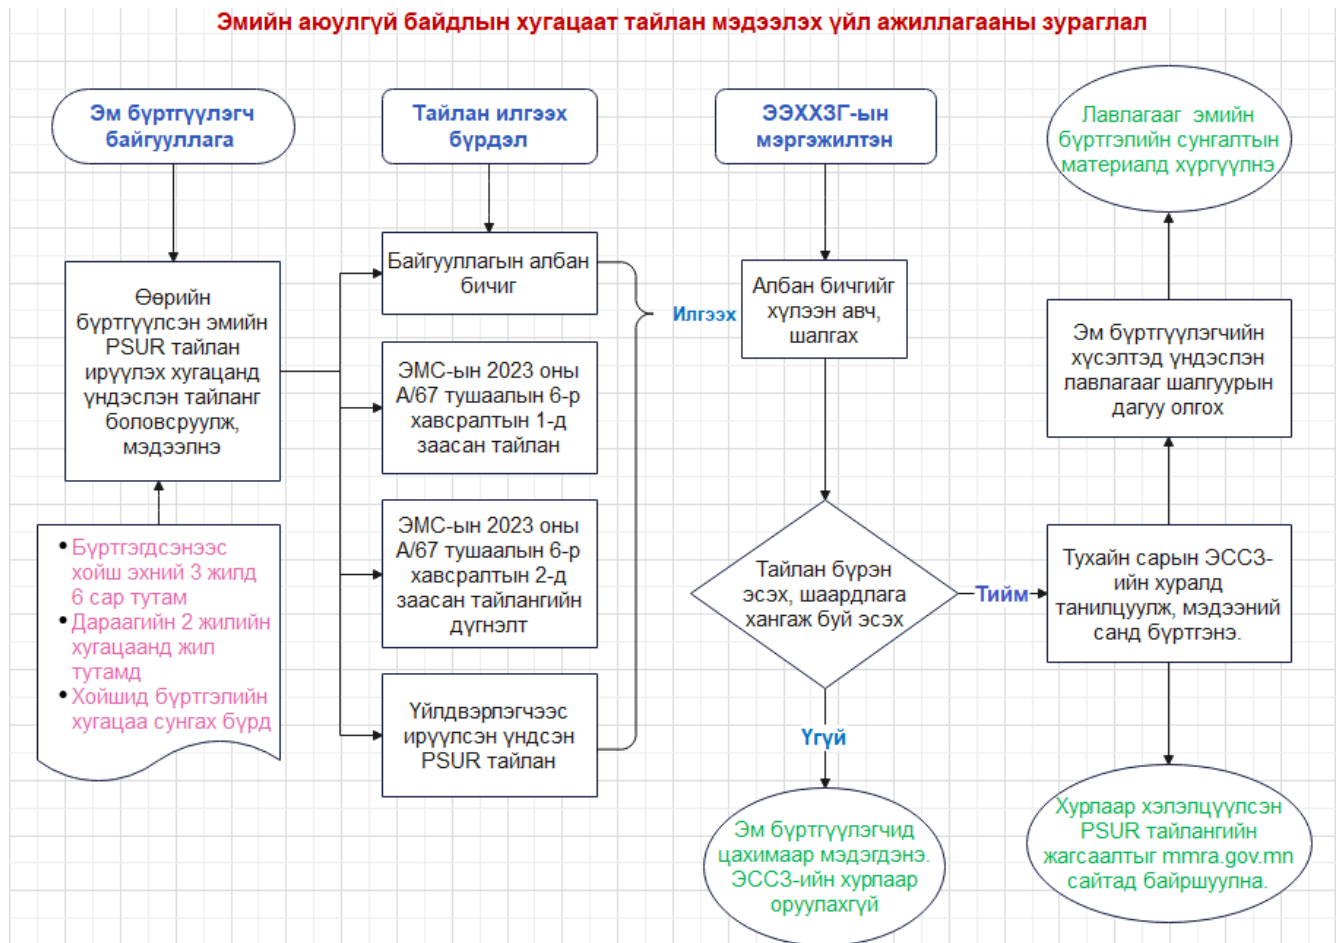 Эмийн аюулгүй байдлын хугацаат тайлан мэдээлэх үйл ажиллагааны зураглал
Эм бүртгүүлэгч
байгууллага
Өөрийн
бүртгүүлсэн эмийн
PSUR тайлан
ирүүлэх хугацанд
үндэслэн тайланг
боловсруулж,
мэдээлнэ
• Бүртгэгдсэнээс
хойш эхний 3 жилд
6 сар тутам
• Дараагийн 2 жилийн
хугацаанд жил
тутамд
• Хойшид бүртгэлийн
хугацаа сунгах бүрд
Тайлан илгээх
бүрдэл
Байгууллагын албан
бичиг
ЭМС-ын 2023 оны
А/67 тушаалын 6-р
хавсралтын 1-д
заасан тайлан
ЭМС-ын 2023 оны
А/67 тушаалын 6-р
хавсралтын 2-д
заасан тайлангийн
дүгнэлт
Үйлдвэрлэгчээс
ирүүлсэн үндсэн
PSUR тайлан
Илгээх
ЭЭХХЗГ-ын
мэргэжилтэн
Албан бичгийг
хүлээн авч,
шалгах
Тайлан бүрэн
эсэх, шаардлага
хангаж буй эсэх
Үгүй
Эм бүртгүүлэгчид
цахимаар мэдэгдэнэ.
ЭССЗ-ийн хурлаар
оруулахгүй
Тийм
Тухайн сарын ЭССЗ-
ийн хуралд
танилцуулж, мэдээний
санд бүртгэнэ.
Эм бүртгүүлэгчийн
хүсэлтэд үндэслэн
лавлагааг шалгуурын
дагуу олгох
Лавлагааг эмийн
бүртгэлийн сунгалтын
материалд хүргүүлнэ
Хурлаар хэлэлцүүлсэн
PSUR тайлангийн
жагсаалтыг mmra.gov.mn
сайтад байршуулна.